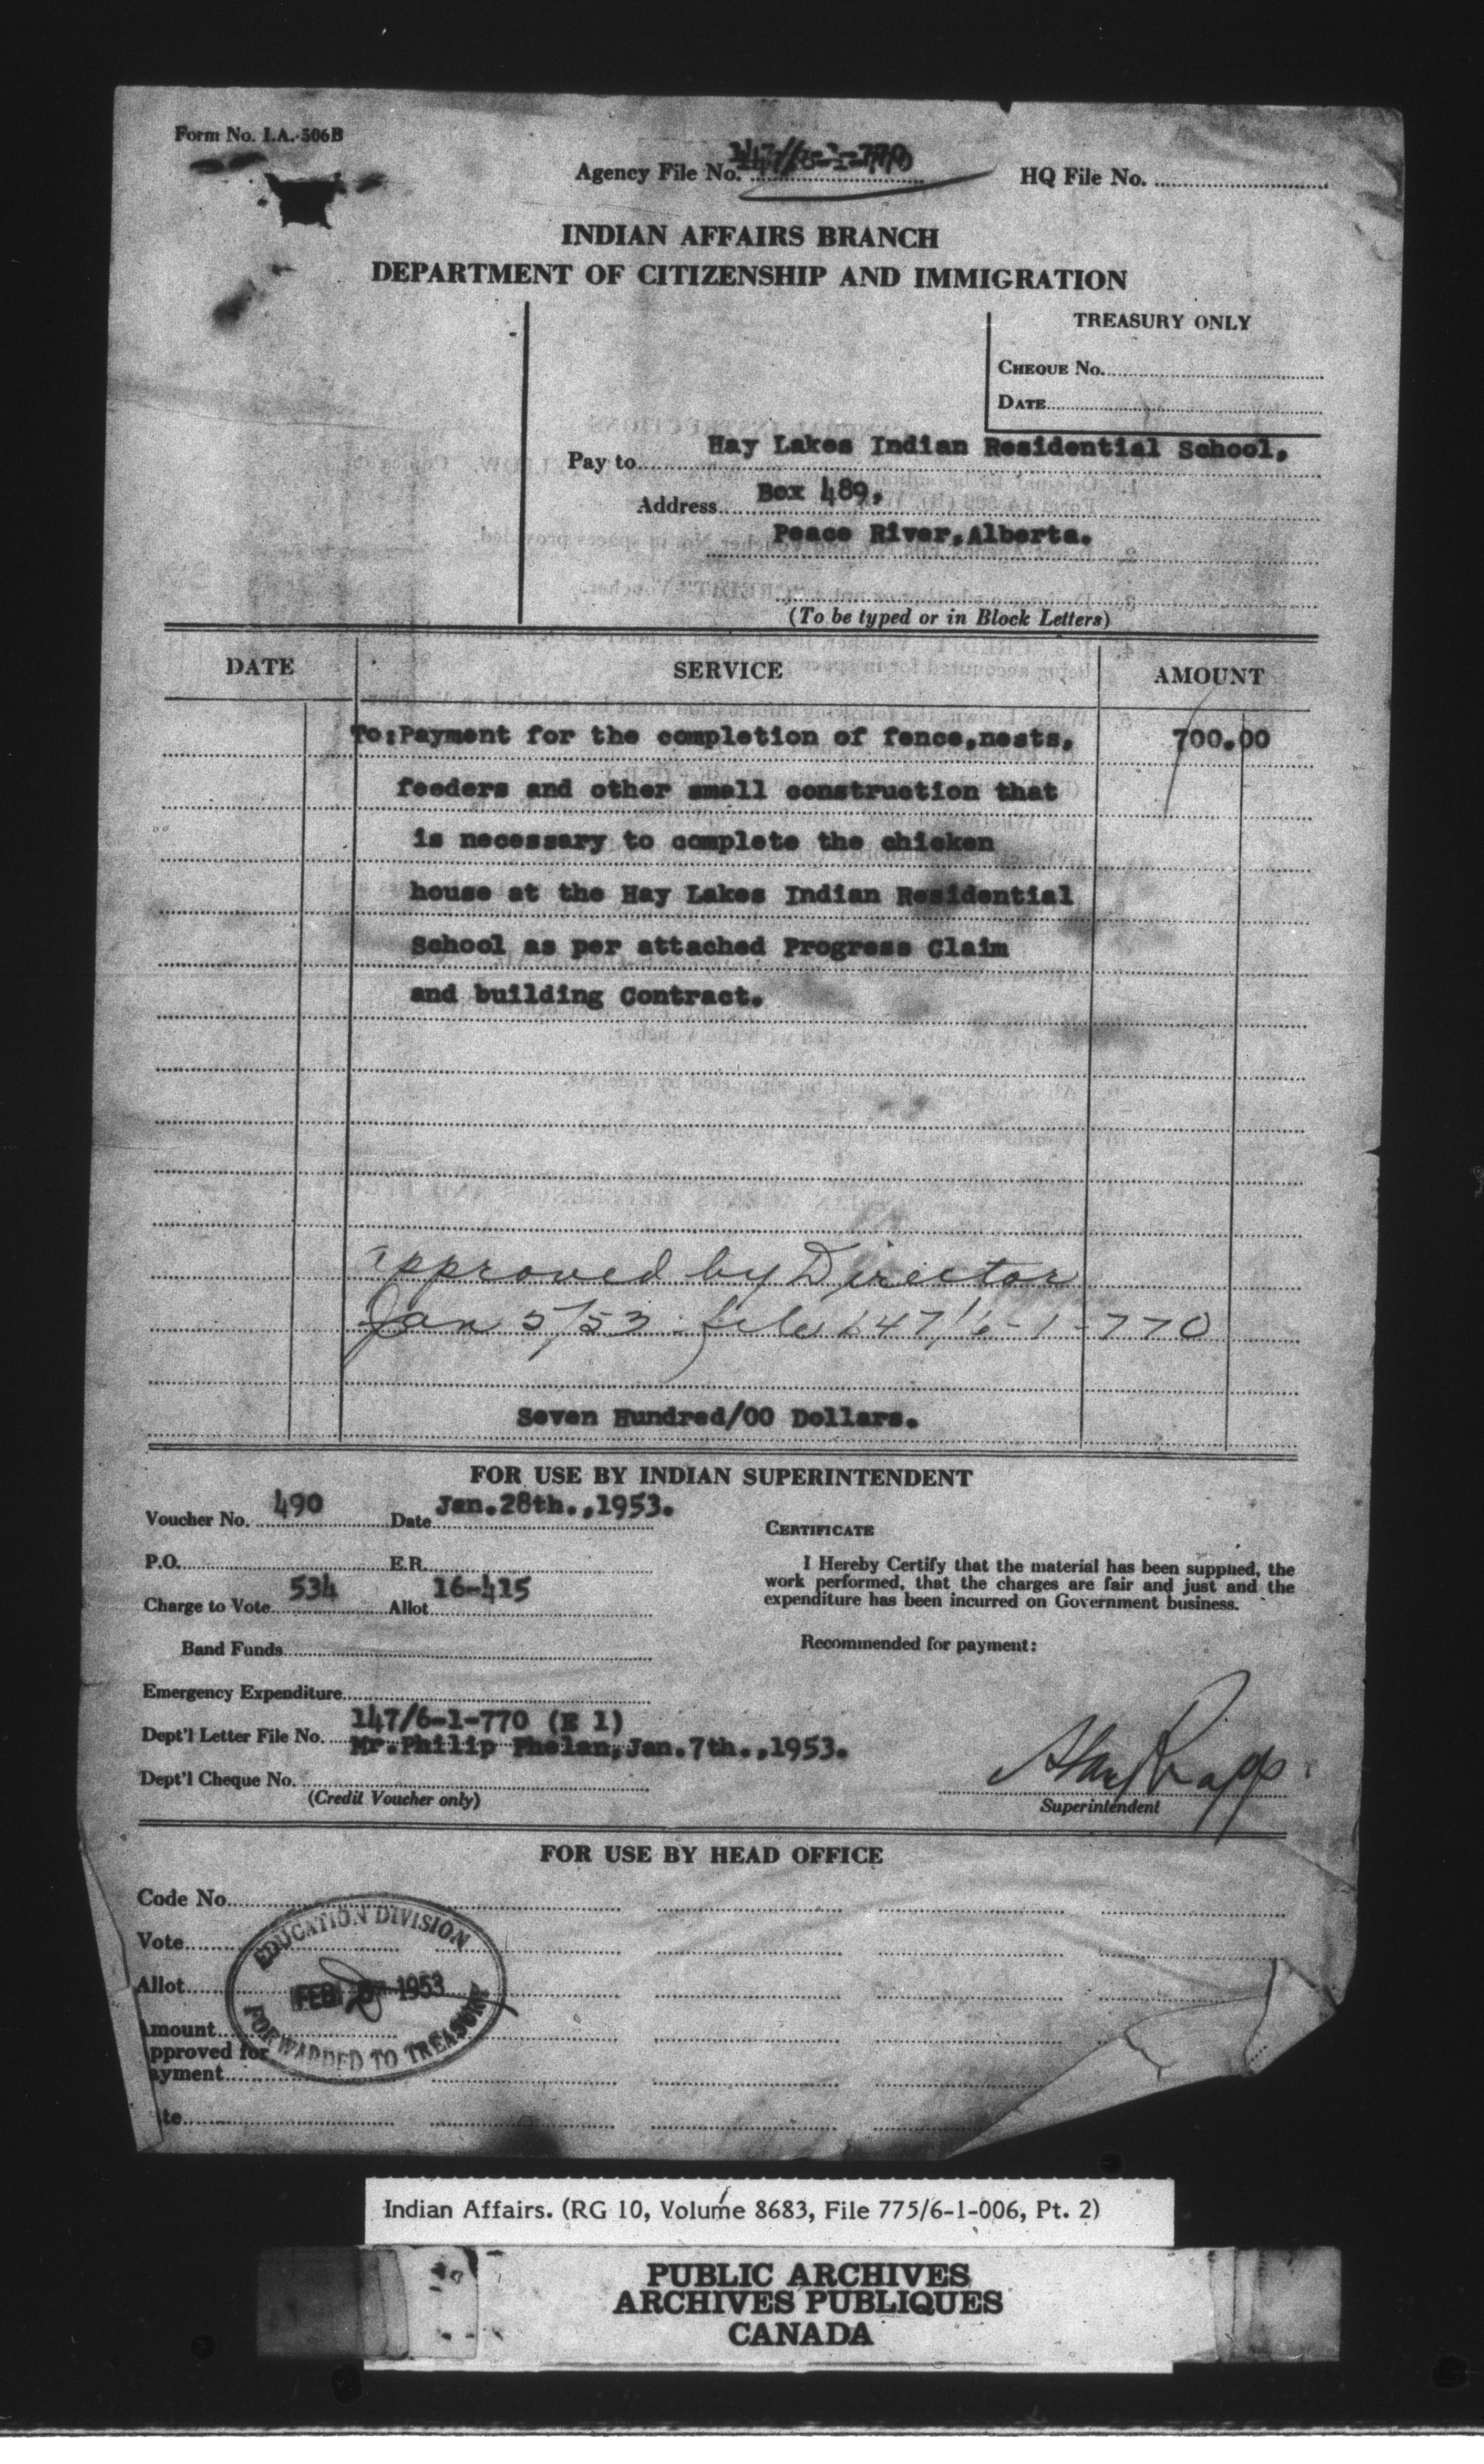 Form No. I.A. 506B
Agency File No. 147/6-1-770 HQ File No.
INDIAN AFFAIRS BRANCH
DEPARTMENT OF CITIZENSHIP AND IMMIGRATION
TREASURY ONLY
CHEQUE No.
DATE
Pay to Hay Lakes Indian Residential School,
Address Box 489,
Peace River,Alberta.
(To be typed or in Block Letters)
DATE SERVICE AMOUNT
To:Payment for the completion of fence,nests, 700.00
feeders and other small construction that
is necessary to complete the chicken
house at the Hay Lakes Indian Residential
School as per attached Progress Claim
and building Contract.
approved by Director
Jan 5/53 file 147/6-1-770
Seven Hundred/00 Dollars.
FOR USE BY INDIAN SUPERINTENDENT
Voucher No. 490 Date Jan.28th.,1953.
P.O. E.R.
Charge to Vote 534 Allot 16-415
Band Funds
Emergency Expenditure
Dept'l Letter File No. 147/6-1-770 (E 1)
Mr.Philip Phelan,Jan.7th.,1953.
Dept'l Cheque No.
(Credit Voucher only)
CERTIFICATE
I Hereby Certify that the material has been supplied, the
work performed, that the charges are fair and just and the
expenditure has been incurred on Government business.
Recommended for payment:
Superintendent
FOR USE BY HEAD OFFICE
Code No.
Vote
Allot
mount
pproved for
ayment
te
EDUCATION DIVISION
FEB 1953
FORWARDED TO TREASURY
Indian Affairs. (RG 10, Volume 8683, File 775/6-1-006, Pt. 2)
PUBLIC ARCHIVES
ARCHIVES PUBLIQUES
CANADA